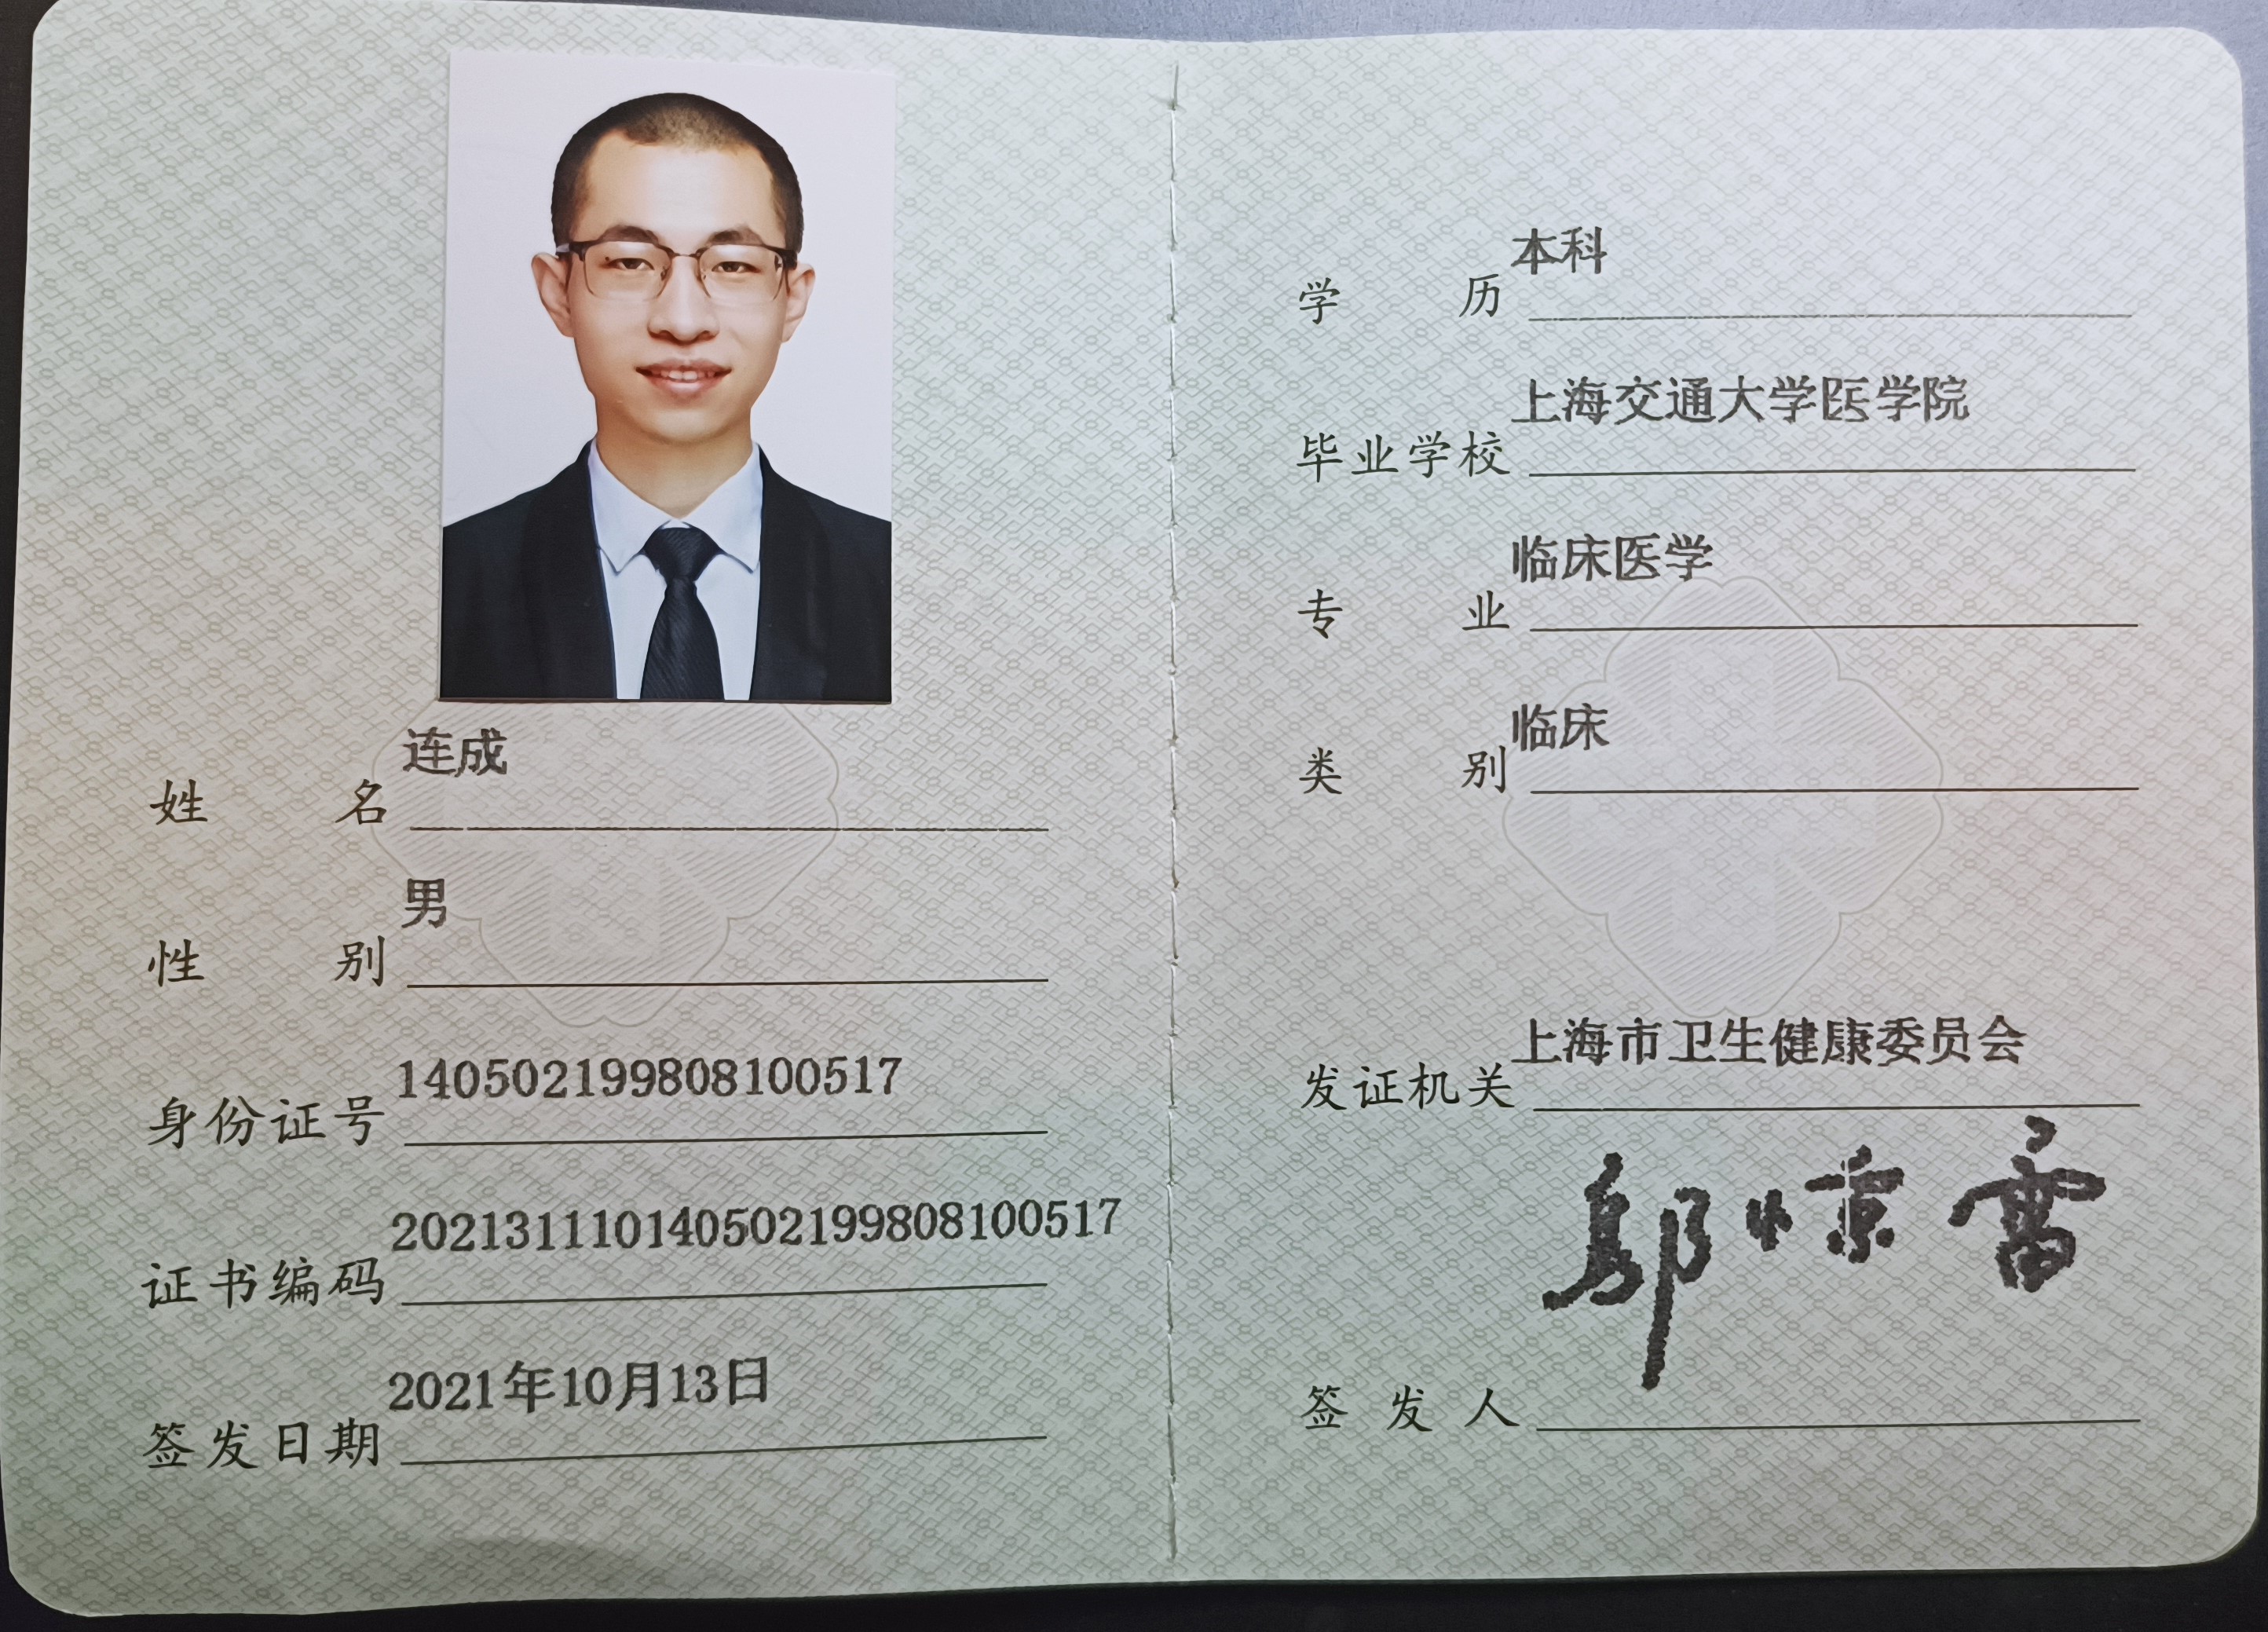 姓名 连成
性别 男
身份证号 140502199808100517
证书编码 202131110140502199808100517
签发日期 2021年10月13日
学历 本科
毕业学校 上海交通大学医学院
专业 临床医学
类别 临床
发证机关 上海市卫生健康委员会
签发人 邬惊雷